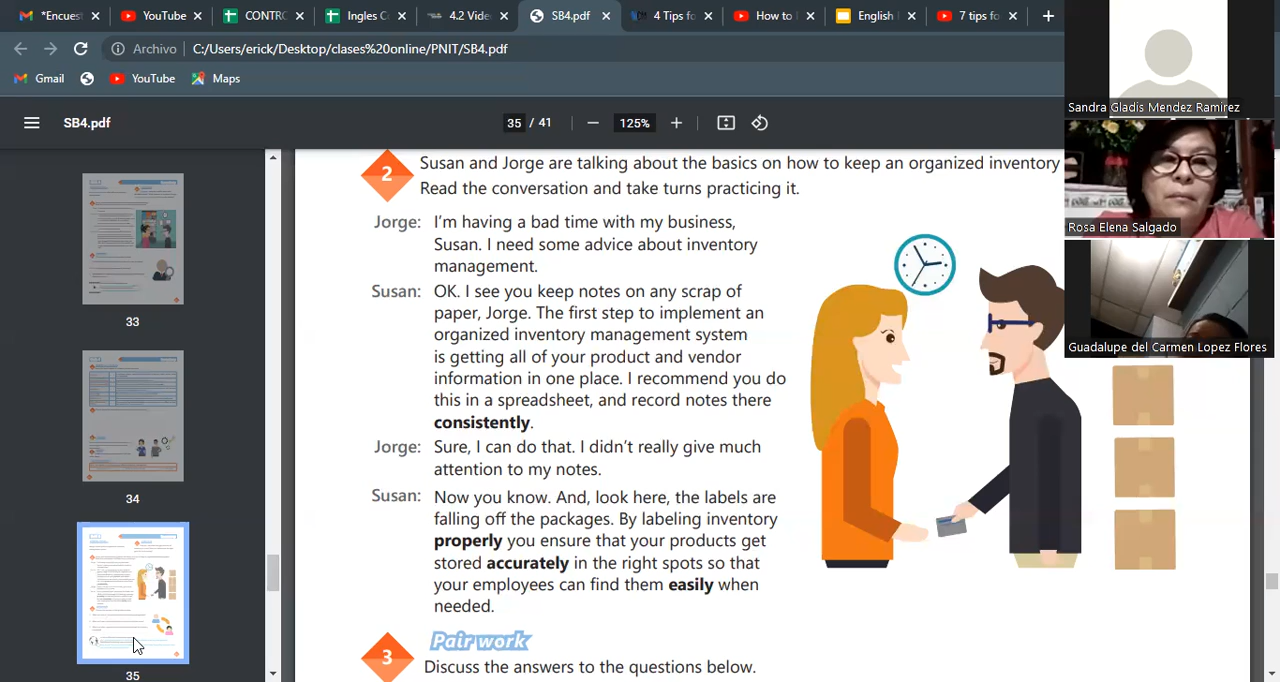 *Encues
YouTube
CONTRO
Ingles C
4.2 Vide
SB4.pdf
4 Tips fo
How to
English
7 tips fo
Archivo
C:/Users/erick/Desktop/clases%20online/PNIT/SB4.pdf
Gmail
YouTube
Maps
SB4.pdf
35 / 41
125%
Sandra Gladis Mendez Ramirez
Rosa Elena Salgado
Guadalupe del Carmen Lopez Flores
33
34
35
2
Susan and Jorge are talking about the basics on how to keep an organized inventory
Read the conversation and take turns practicing it.
Jorge: I'm having a bad time with my business,
Susan. I need some advice about inventory
management.
Susan: OK. I see you keep notes on any scrap of
paper, Jorge. The first step to implement an
organized inventory management system
is getting all of your product and vendor
information in one place. I recommend you do
this in a spreadsheet, and record notes there
consistently.
Jorge: Sure, I can do that. I didn't really give much
attention to my notes.
Susan: Now you know. And, look here, the labels are
falling off the packages. By labeling inventory
properly you ensure that your products get
stored accurately in the right spots so that
your employees can find them easily when
needed.
3
Pair work
Discuss the answers to the questions below.